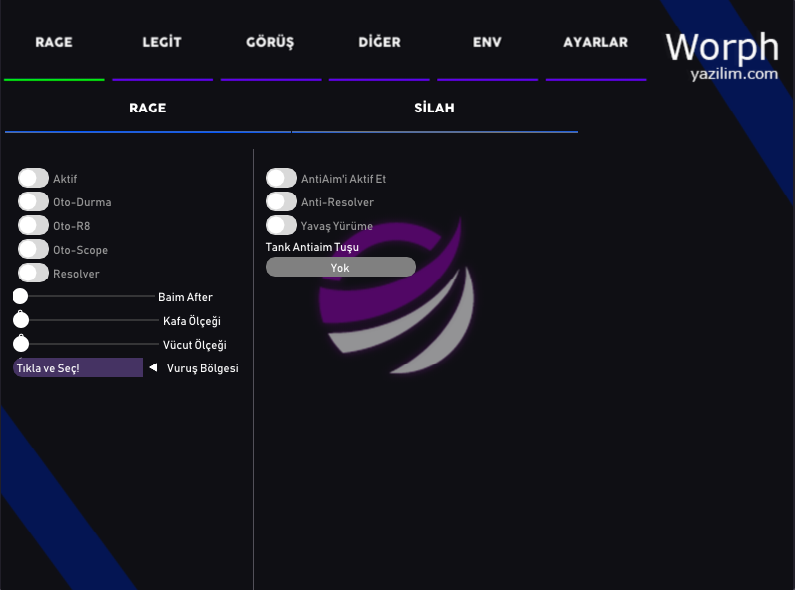 RAGE
LEGİT
GÖRÜŞ
DİĞER
ENV
AYARLAR
Worph
yazilim.com
RAGE
SİLAH
Aktif
Oto-Durma
Oto-R8
Oto-Scope
Resolver
Baim After
Kafa Ölçeği
Vücut Ölçeği
Tıkla ve Seç!
Vuruş Bölgesi
AntiAim'i Aktif Et
Anti-Resolver
Yavaş Yürüme
Tank Antiaim Tuşu
Yok